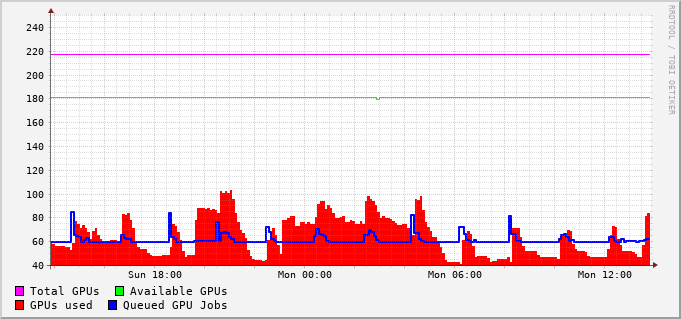 RRDTOOL / TOBI OETIKER
240
220
200
180
160
140
120
100
80
60
40
Sun 18:00 Mon 00:00 Mon 06:00 Mon 12:00
Total GPUs Available GPUs
GPUs used Queued GPU Jobs